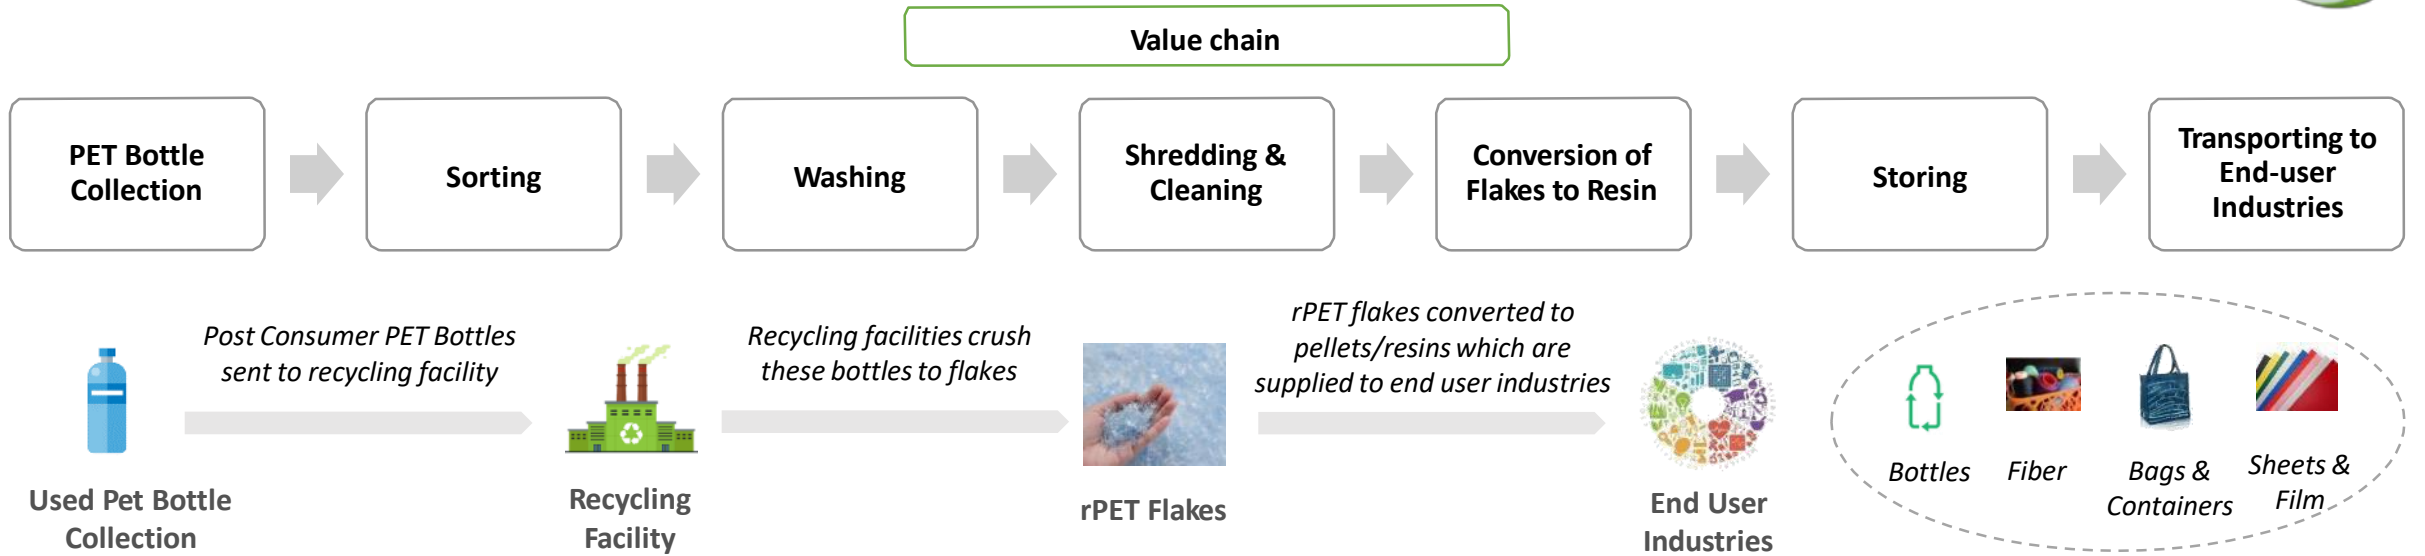 Value chain
PET Bottle
Collection
Sorting
Washing
Shredding &
Cleaning
Conversion of
Flakes to Resin
Storing
Transporting to
End-user
Industries
Post Consumer PET Bottles
sent to recycling facility
Recycling facilities crush
these bottles to flakes
rPET flakes converted to
pellets/resins which are
supplied to end user industries
Used Pet Bottle
Collection
Recycling
Facility
rPET Flakes
End User
Industries
Bottles
Fiber
Bags &
Containers
Sheets &
Film